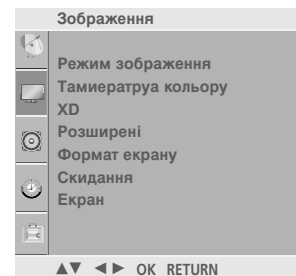 Зображення
Режим зображення
Тамиератруа кольору
XD
Розширені
Формат екрану
Скидання
Екран
▲▼ ◄► OK RETURN